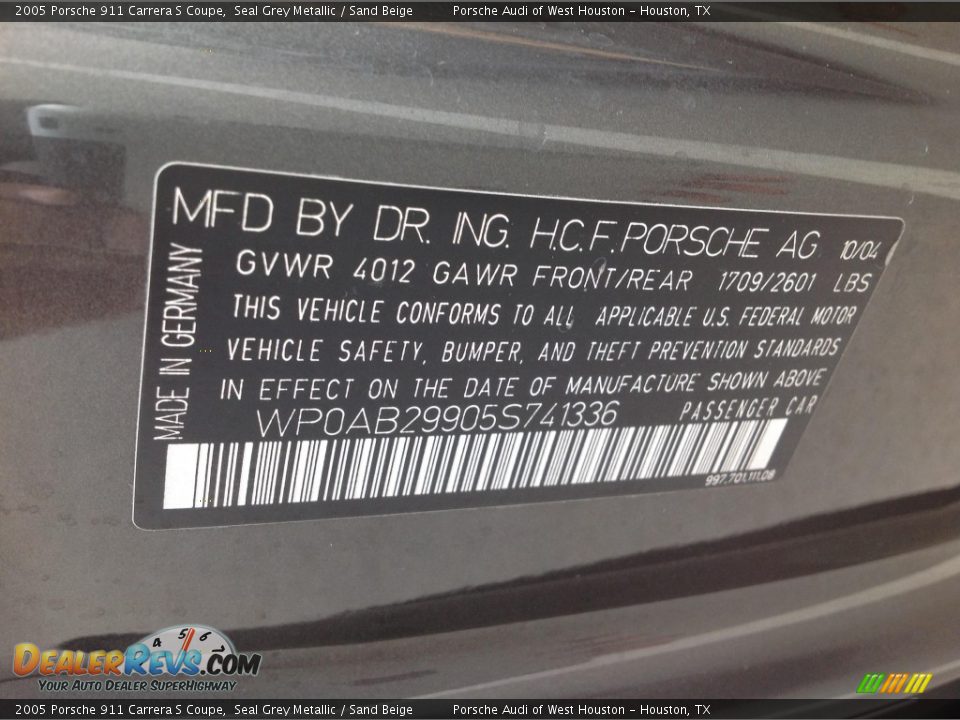 2005 Porsche 911 Carrera S Coupe, Seal Grey Metallic / Sand Beige Porsche Audi of West Houston - Houston, TX
MFD BY DR. ING. H.C.F. PORSCHE AG 10/04
GVWR 4012 GAWR FRONT/REAR 1709/2601 LBS
THIS VEHICLE CONFORMS TO ALL APPLICABLE U.S. FEDERAL MOTOR
VEHICLE SAFETY, BUMPER, AND THEFT PREVENTION STANDARDS
IN EFFECT ON THE DATE OF MANUFACTURE SHOWN ABOVE
WP0AB29905S741336 PASSENGER CAR
997.701.111.08
MADE IN GERMANY
4 5 6
DEALERREVS.COM
YOUR AUTO DEALER SUPERHIGHWAY
2005 Porsche 911 Carrera S Coupe, Seal Grey Metallic / Sand Beige Porsche Audi of West Houston - Houston, TX